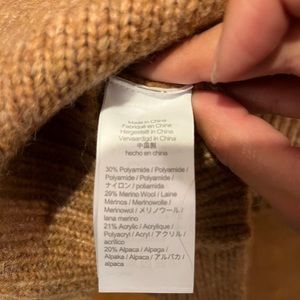 Made in China
Fabriqué en Chine
Hergestellt in China
Vervaardigd in China
中国製
hecho en china
30% Polyamide / Polyamide /
Polyamide / Polyamide /
ナイロン / poliamida
29% Merino Wool / Laine
Mérinos / Merinowolle /
Merinowol / メリノウール /
lana merino
21% Acrylic / Acrylique /
Polyacryl / Acryl / アクリル /
acrílico
20% Alpaca / Alpaga /
Alpaka / Alpaca / アルパカ /
alpaca